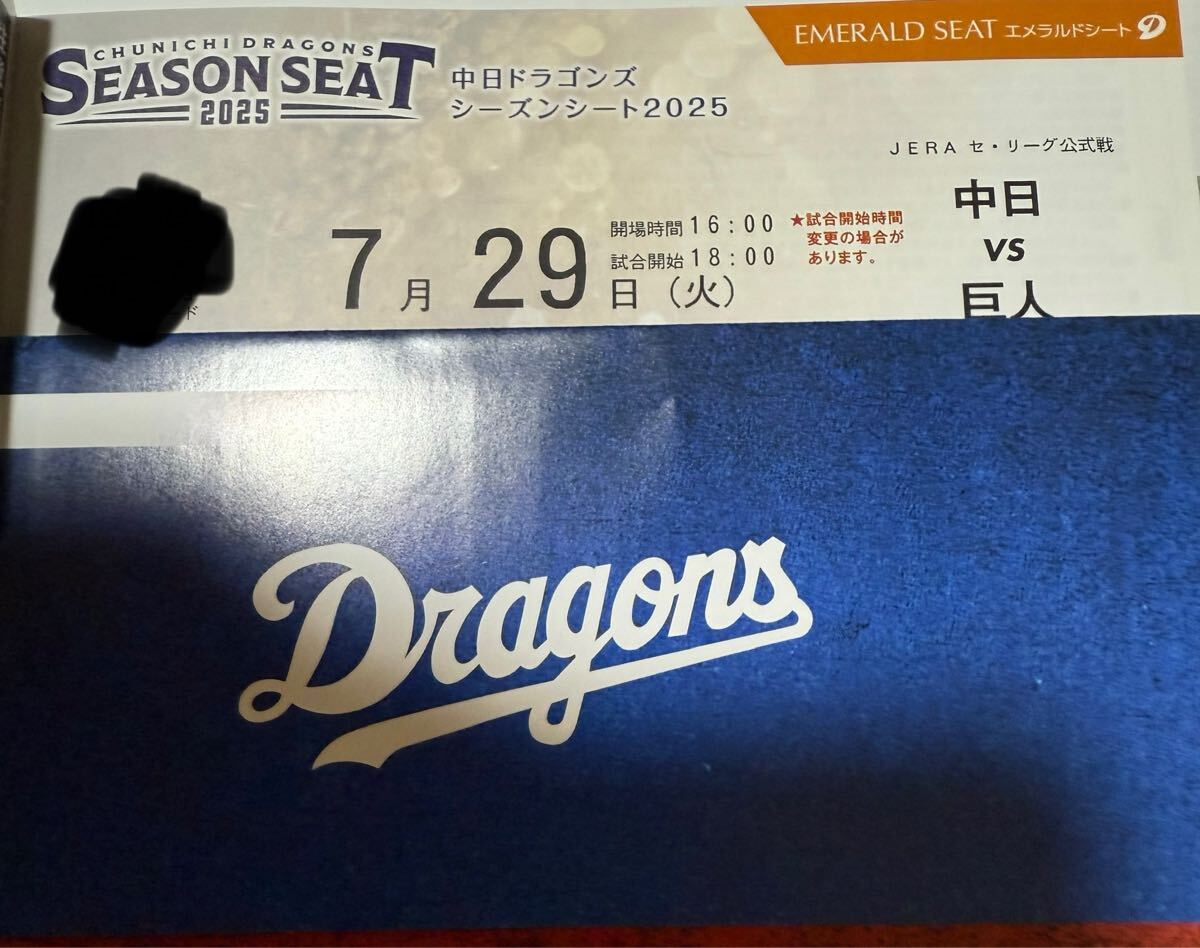 CHUNICHI DRAGONS
SEASON SEAT
2025
中日ドラゴンズ
シーズンシート2025
EMERALD SEAT エメラルドシート D
JERA セ・リーグ公式戦
7月29日(火)
開場時間16:00
試合開始18:00
★試合開始時間
変更の場合が
あります。
中日
VS
巨人
Dragons